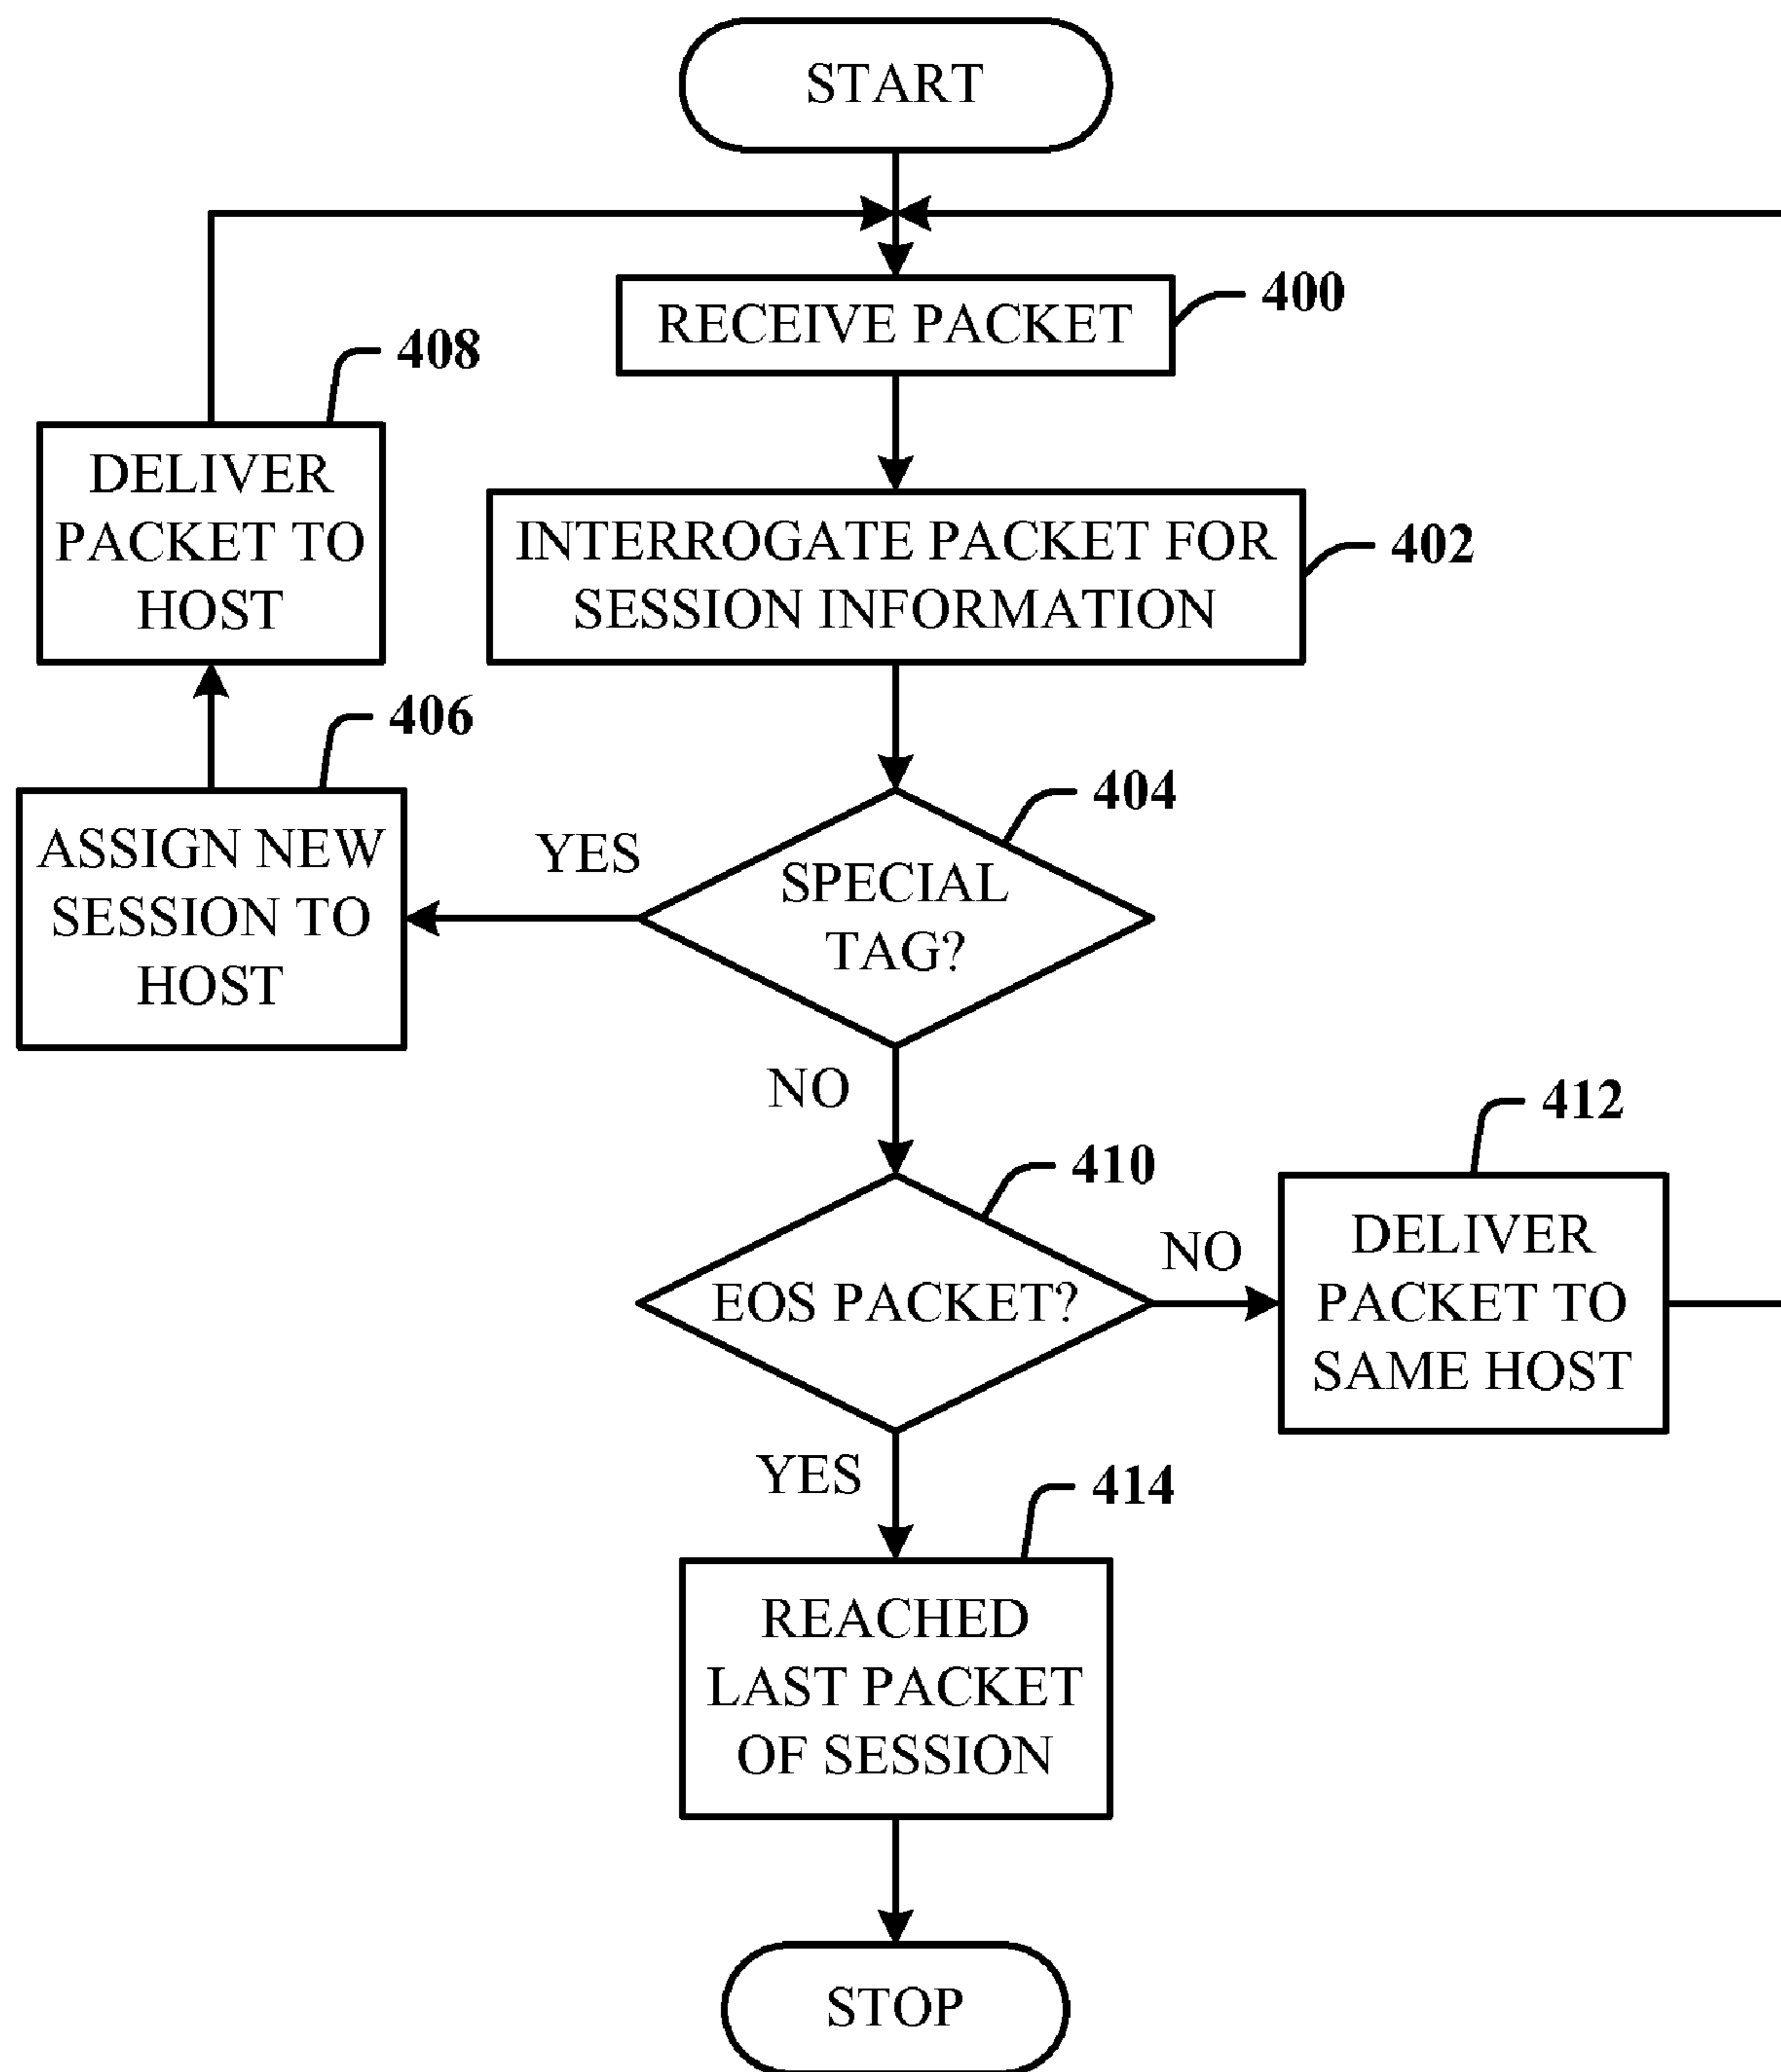 START
RECEIVE PACKET
400
408
DELIVER
PACKET TO
HOST
INTERROGATE PACKET FOR
SESSION INFORMATION
402
406
ASSIGN NEW
SESSION TO
HOST
YES
404
SPECIAL
TAG?
NO
410
EOS PACKET?
NO
412
DELIVER
PACKET TO
SAME HOST
YES
414
REACHED
LAST PACKET
OF SESSION
STOP